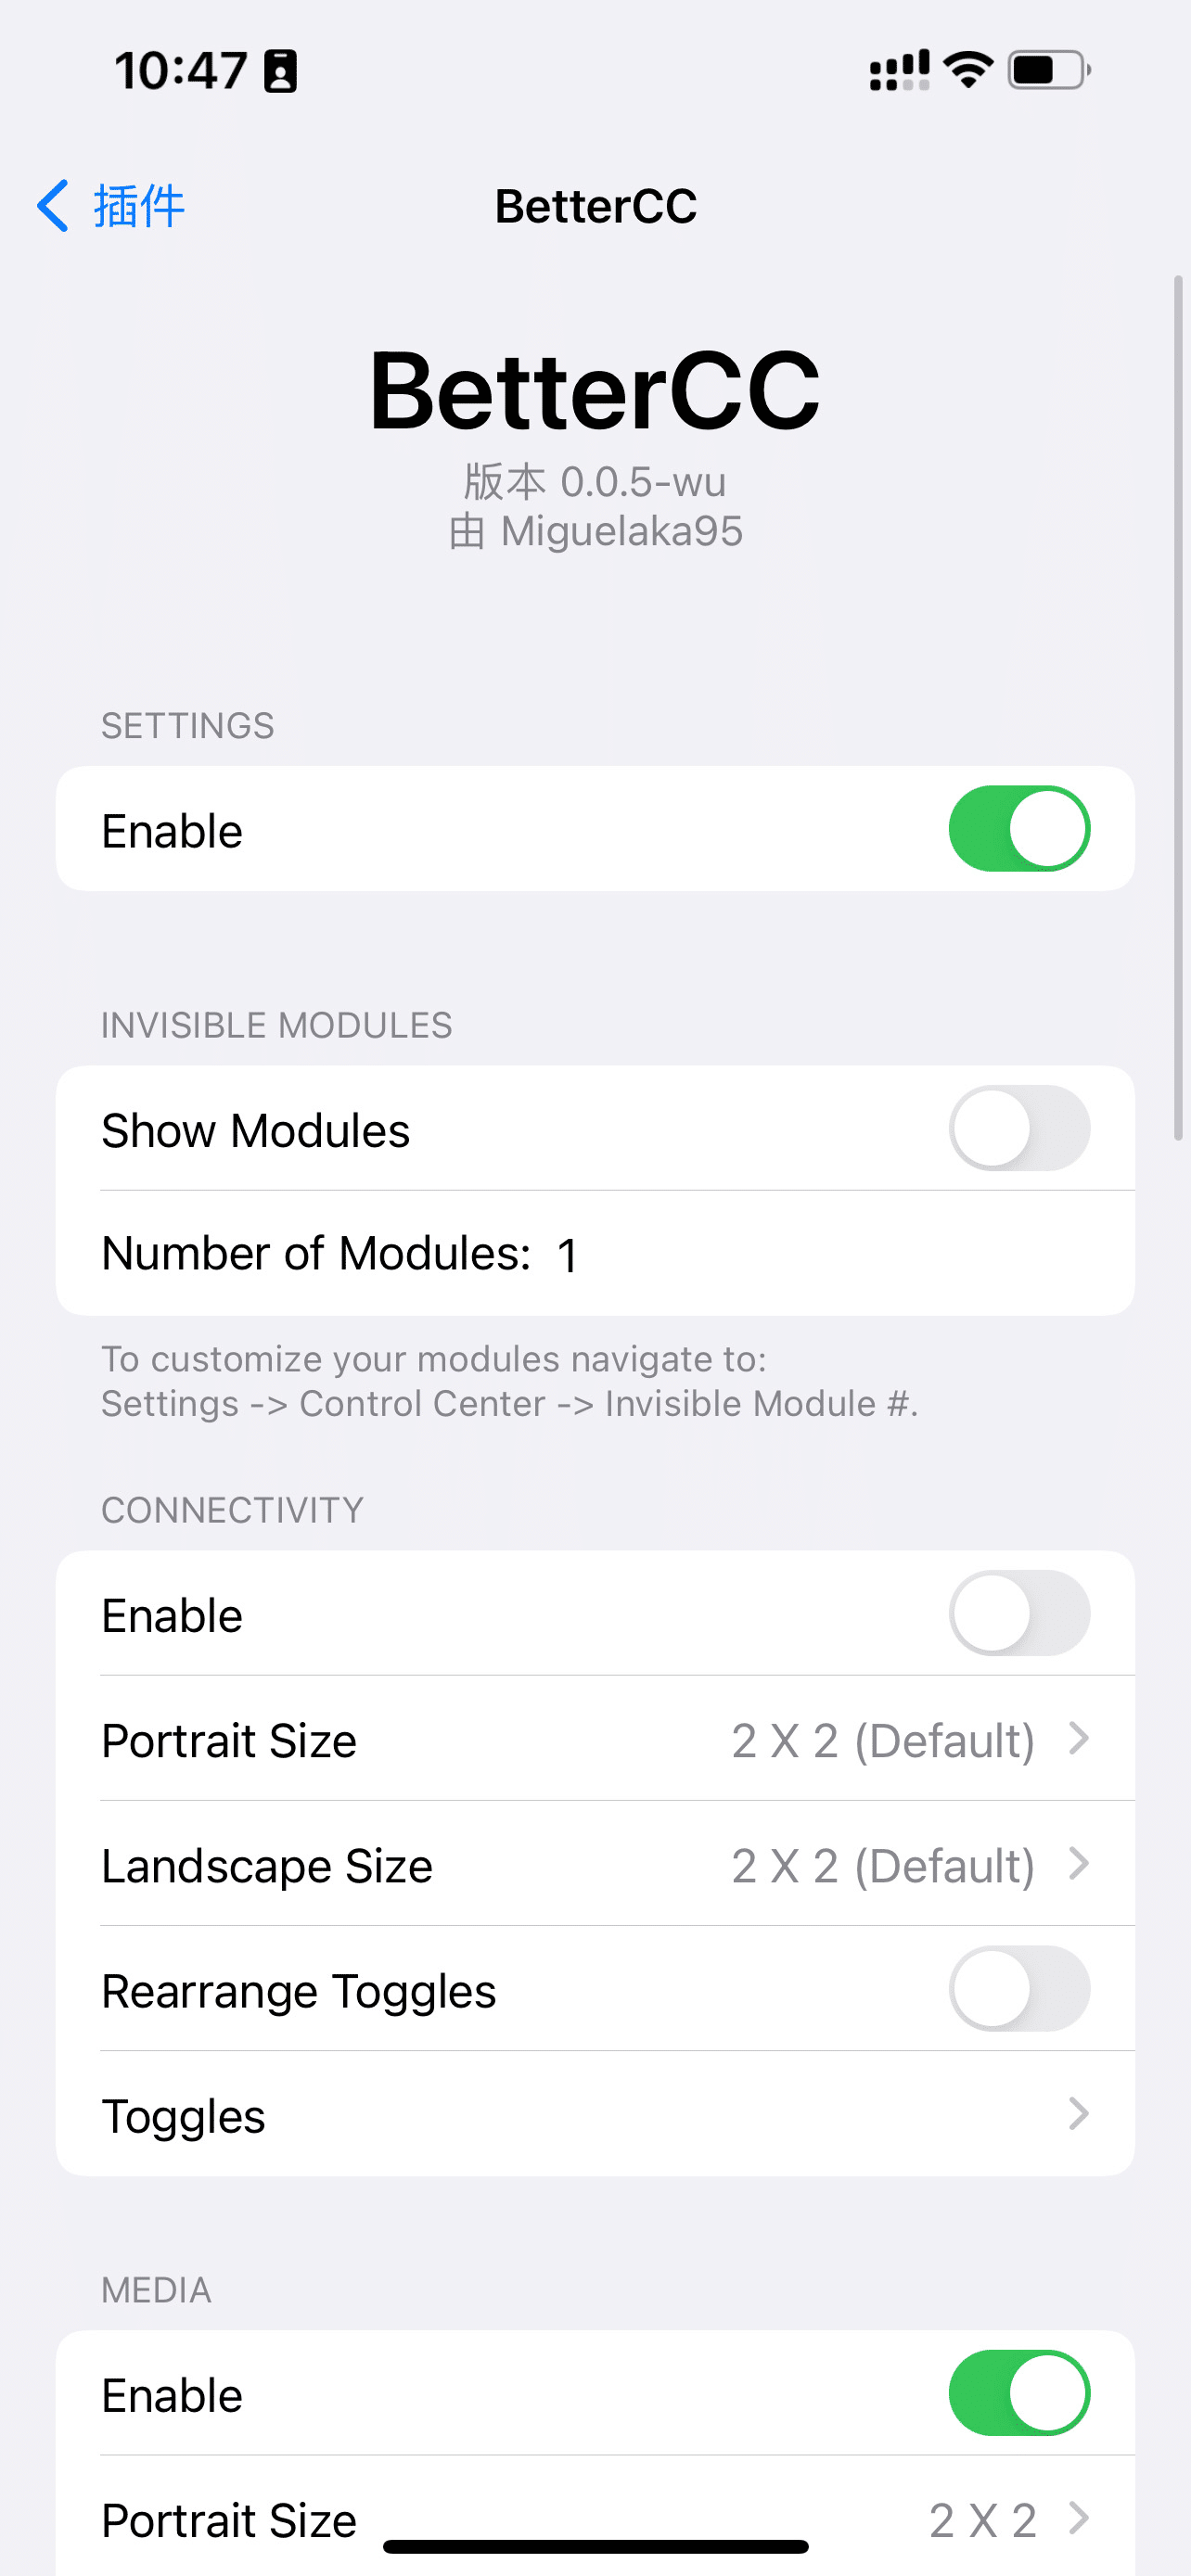 10:47
插件
BetterCC
BetterCC
版本 0.0.5-wu
由 Miguelaka95
SETTINGS
Enable
INVISIBLE MODULES
Show Modules
Number of Modules: 1
To customize your modules navigate to:
Settings -> Control Center -> Invisible Module #.
CONNECTIVITY
Enable
Portrait Size 2 X 2 (Default)
Landscape Size 2 X 2 (Default)
Rearrange Toggles
Toggles
MEDIA
Enable
Portrait Size 2 X 2